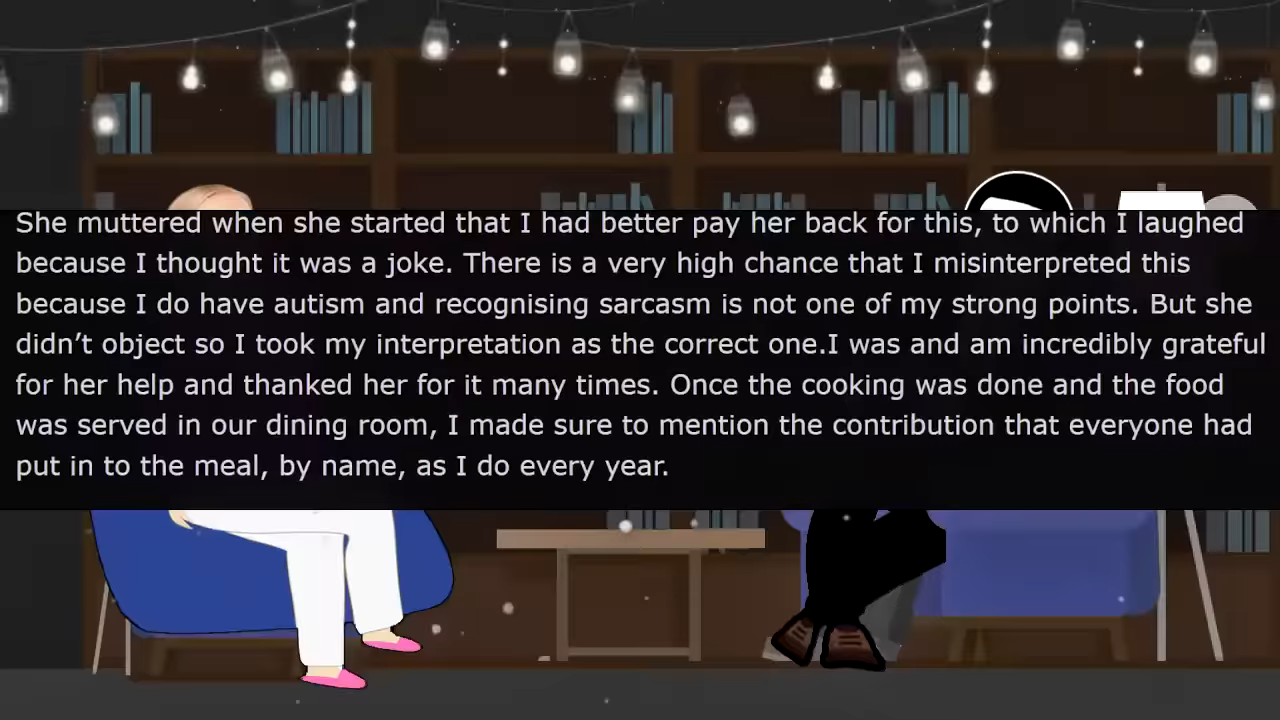 She muttered when she started that I had better pay her back for this, to which I laughed
because I thought it was a joke. There is a very high chance that I misinterpreted this
because I do have autism and recognising sarcasm is not one of my strong points. But she
didn’t object so I took my interpretation as the correct one.I was and am incredibly grateful
for her help and thanked her for it many times. Once the cooking was done and the food
was served in our dining room, I made sure to mention the contribution that everyone had
put in to the meal, by name, as I do every year.